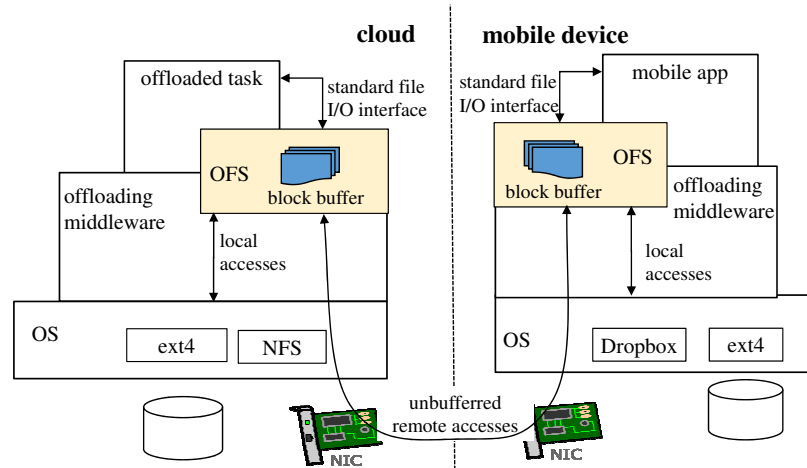 cloud
mobile device
offloaded task
standard file
I/O interface
OFS
block buffer
offloading
middleware
local
accesses
OS
ext4
NFS
NIC
standard file
I/O interface
mobile app
OFS
block buffer
offloading
middleware
local
accesses
OS
Dropbox
ext4
unbufferred
remote accesses
NIC